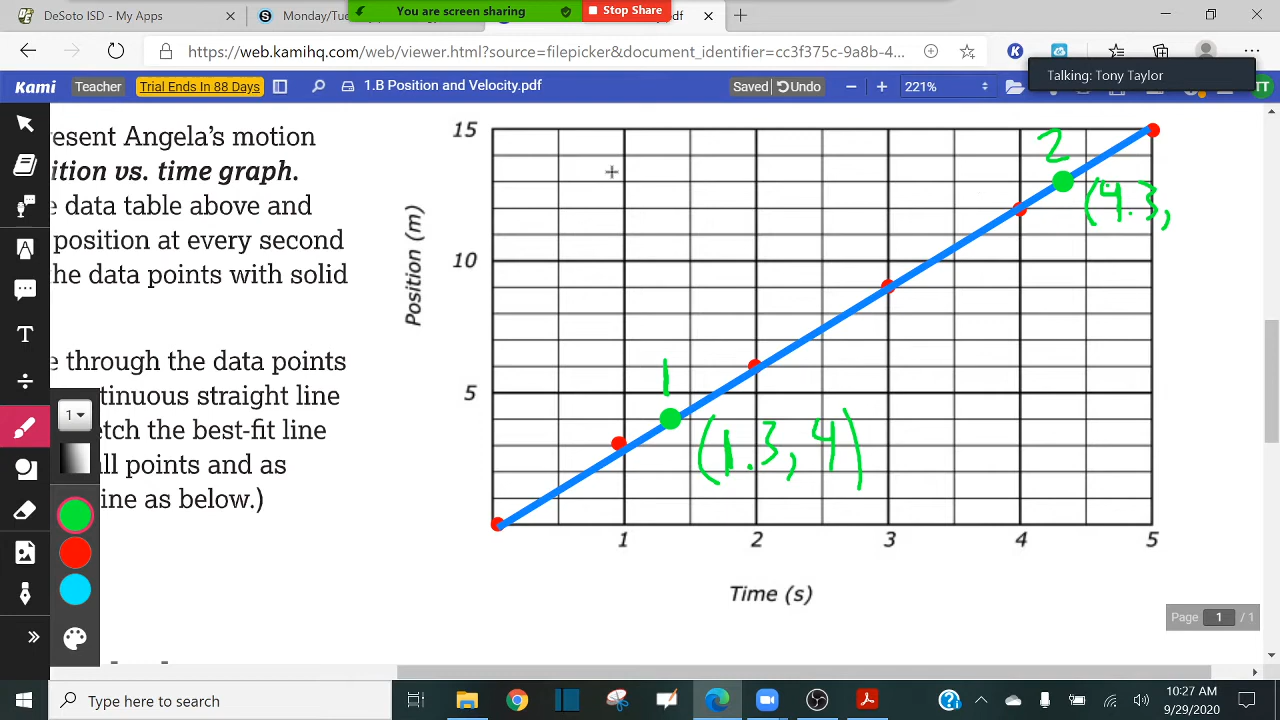 DeSoto HS - My App
Monday/Tue
.pdf
You are screen sharing
Stop Share
https://web.kamihq.com/web/viewer.html?source=filepicker&document_identifier=cc3f375c-9a8b-4...
Talking: Tony Taylor
Kami
Teacher
Trial Ends In 88 Days
1.B Position and Velocity.pdf
Saved
Undo
221%
TT
esent Angela's motion
ition vs. time graph.
e data table above and
position at every second
he data points with solid
e through the data points
tinuous straight line
etch the best-fit line
ll points and as
ine as below.)
1
15
10
5
Position (m)
2
(4.3,
1
(1.3, 4)
1 2 3 4 5
Time (s)
Page 1 / 1
Type here to search
10:27 AM
9/29/2020